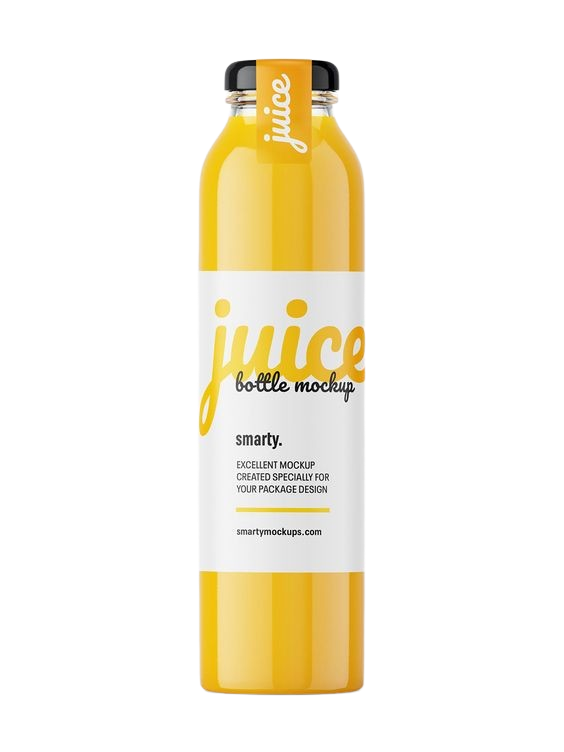 juice
juice
bottle mockup
smarty.
EXCELLENT MOCKUP
CREATED SPECIALLY FOR
YOUR PACKAGE DESIGN
smartymockups.com